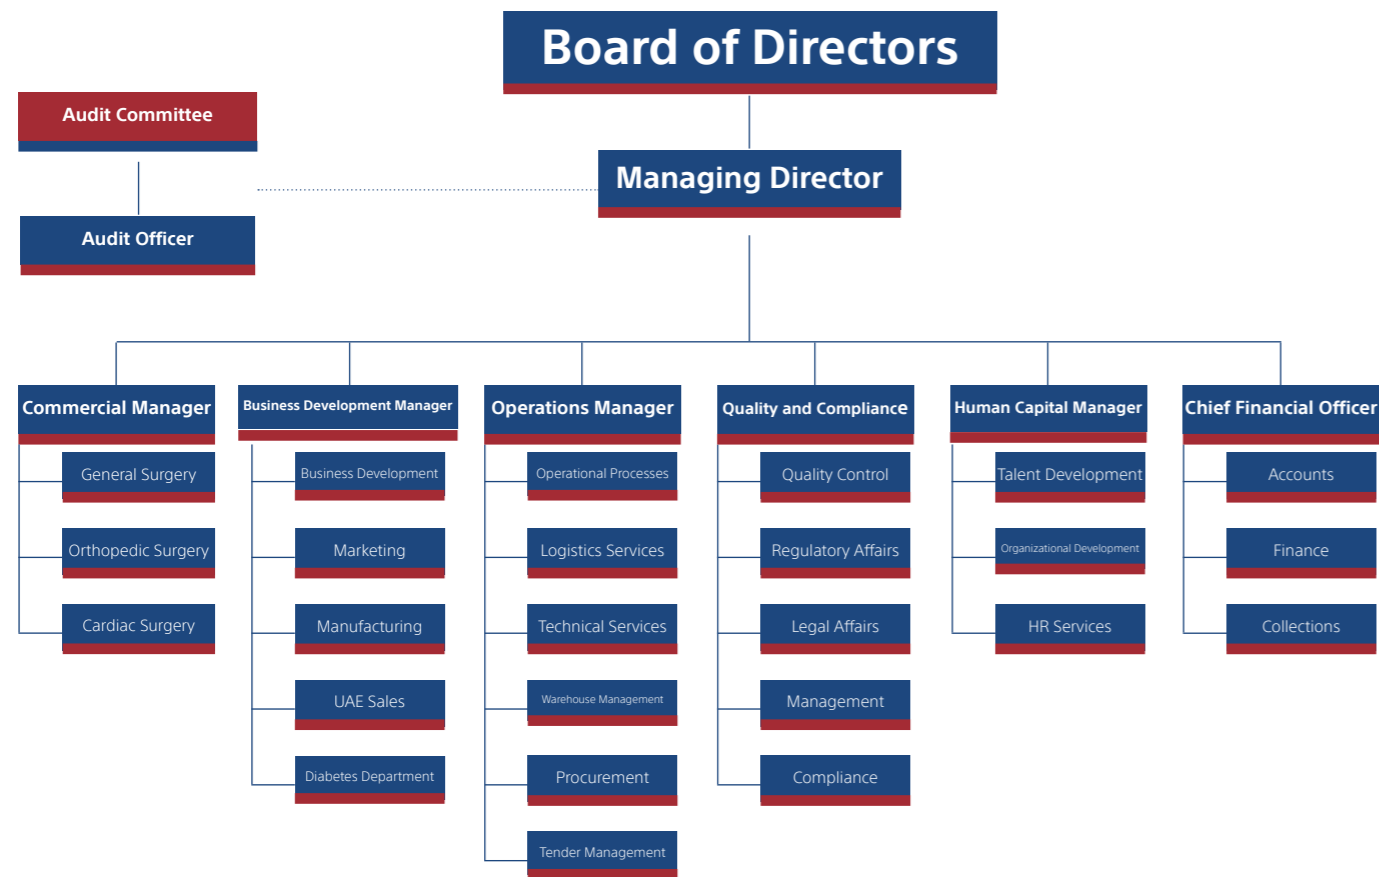 Board of Directors
Audit Committee
Managing Director
Audit Officer
Commercial Manager
General Surgery
Orthopedic Surgery
Cardiac Surgery
Business Development Manager
Business Development
Marketing
Manufacturing
UAE Sales
Diabetes Department
Operations Manager
Operational Processes
Logistics Services
Technical Services
Warehouse Management
Procurement
Tender Management
Quality and Compliance
Quality Control
Regulatory Affairs
Legal Affairs
Management
Compliance
Human Capital Manager
Talent Development
Organizational Development
HR Services
Chief Financial Officer
Accounts
Finance
Collections